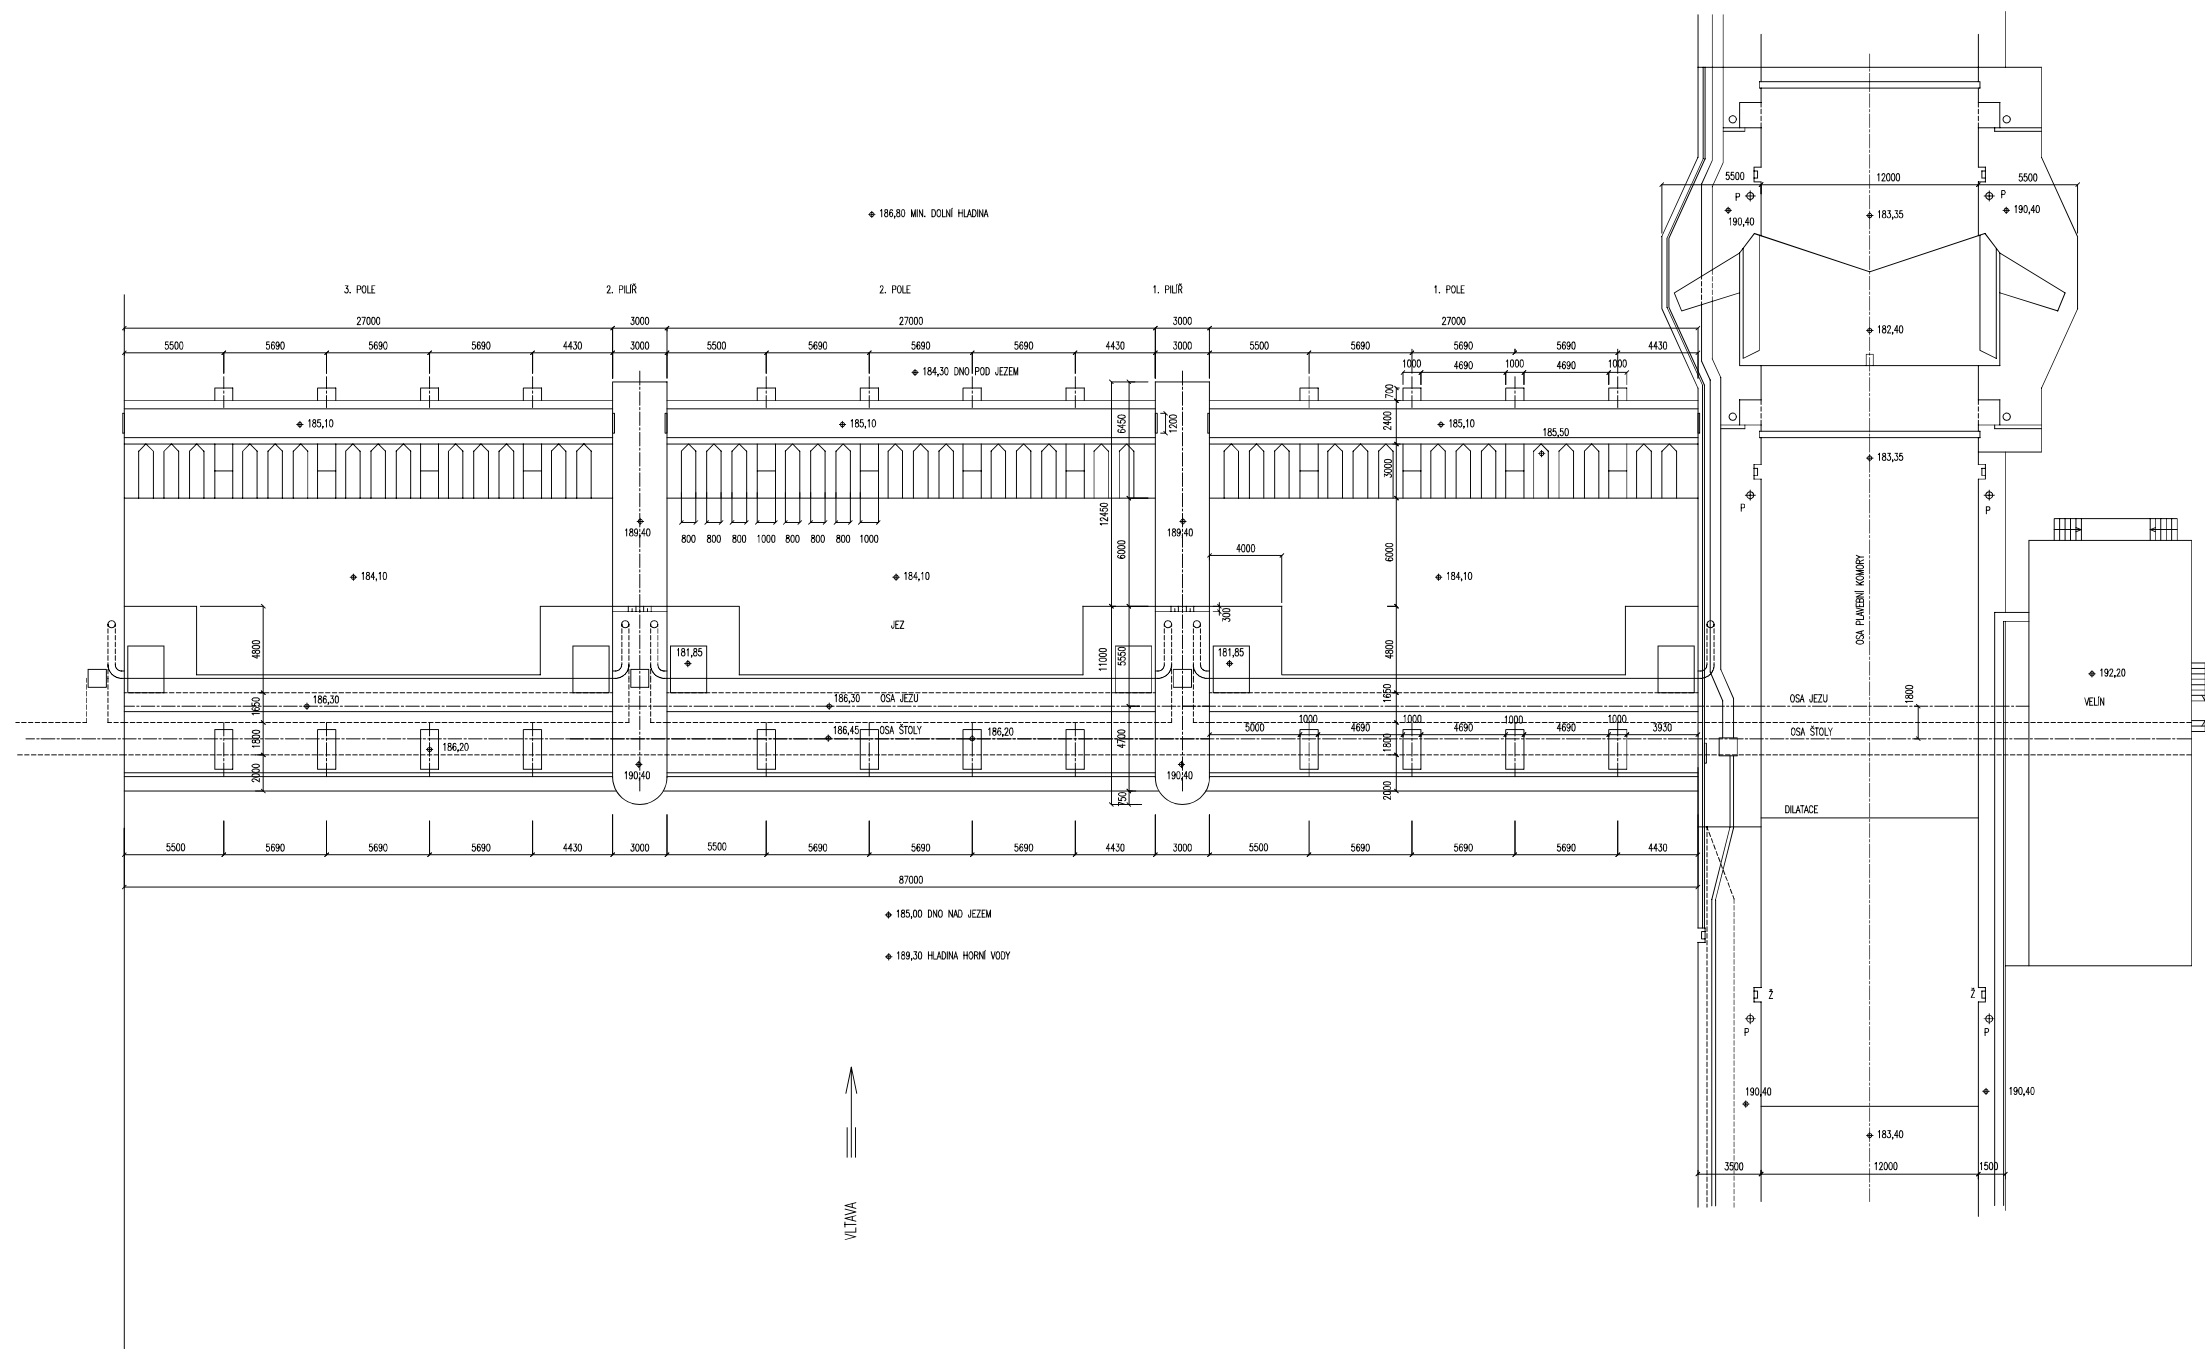 5500 12000 5500
P P
186,80 MIN. DOLNÍ HLADINA
190,40 183,35 190,40
3. POLE 2. PILÍŘ 2. POLE 1. PILÍŘ 1. POLE
27000 3000 27000 3000 27000
182,40
5500 5690 5690 5690 4430 3000 5500 5690 5690 5690 4430 3000 5500 5690 5690 5690 4430
184,30 DNO POD JEZEM
1000 4690 1000 4690 1000
700
185,10 185,10 6450 1200 2400 185,10
185,50
3000 183,35
P P
12450
189,40 189,40
800 800 800 1000 800 800 800 1000
6000 4000 6000
184,10 184,10 184,10
OSA PLAVEBNÍ KOMORY
300
JEZ
4800 181,85 11000 5550 181,85 4800
192,20
186,30 186,30 OSA JEZU OSA JEZU
1650 1650 1800 VELÍN
186,45 OSA ŠTOLY 186,20 OSA ŠTOLY
5000 1000 4690 1000 4690 1000 4690 1000 3930
1800 186,20 4700 1800
190,40 190,40
2000 750 2000
DILATACE
5500 5690 5690 5690 4430 3000 5500 5690 5690 5690 4430 3000 5500 5690 5690 5690 4430
87000
185,00 DNO NAD JEZEM
189,30 HLADINA HORNÍ VODY
Ž Ž
P P
190,40 190,40
183,40
3500 12000 1500
VLTAVA